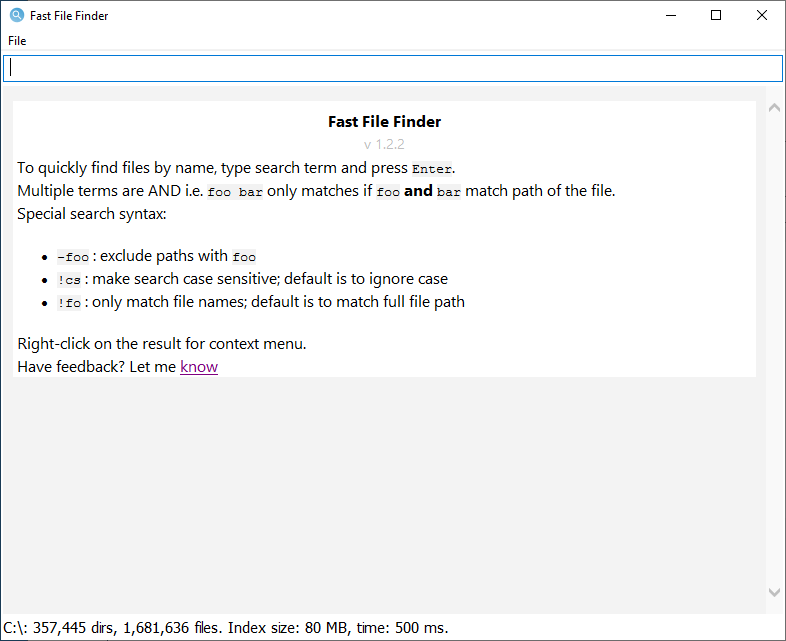 Fast File Finder
File
Fast File Finder
v 1.2.2
To quickly find files by name, type search term and press Enter.
Multiple terms are AND i.e. foo bar only matches if foo and bar match path of the file.
Special search syntax:
-foo : exclude paths with foo
!cs : make search case sensitive; default is to ignore case
!fo : only match file names; default is to match full file path
Right-click on the result for context menu.
Have feedback? Let me know
C:\: 357,445 dirs, 1,681,636 files. Index size: 80 MB, time: 500 ms.